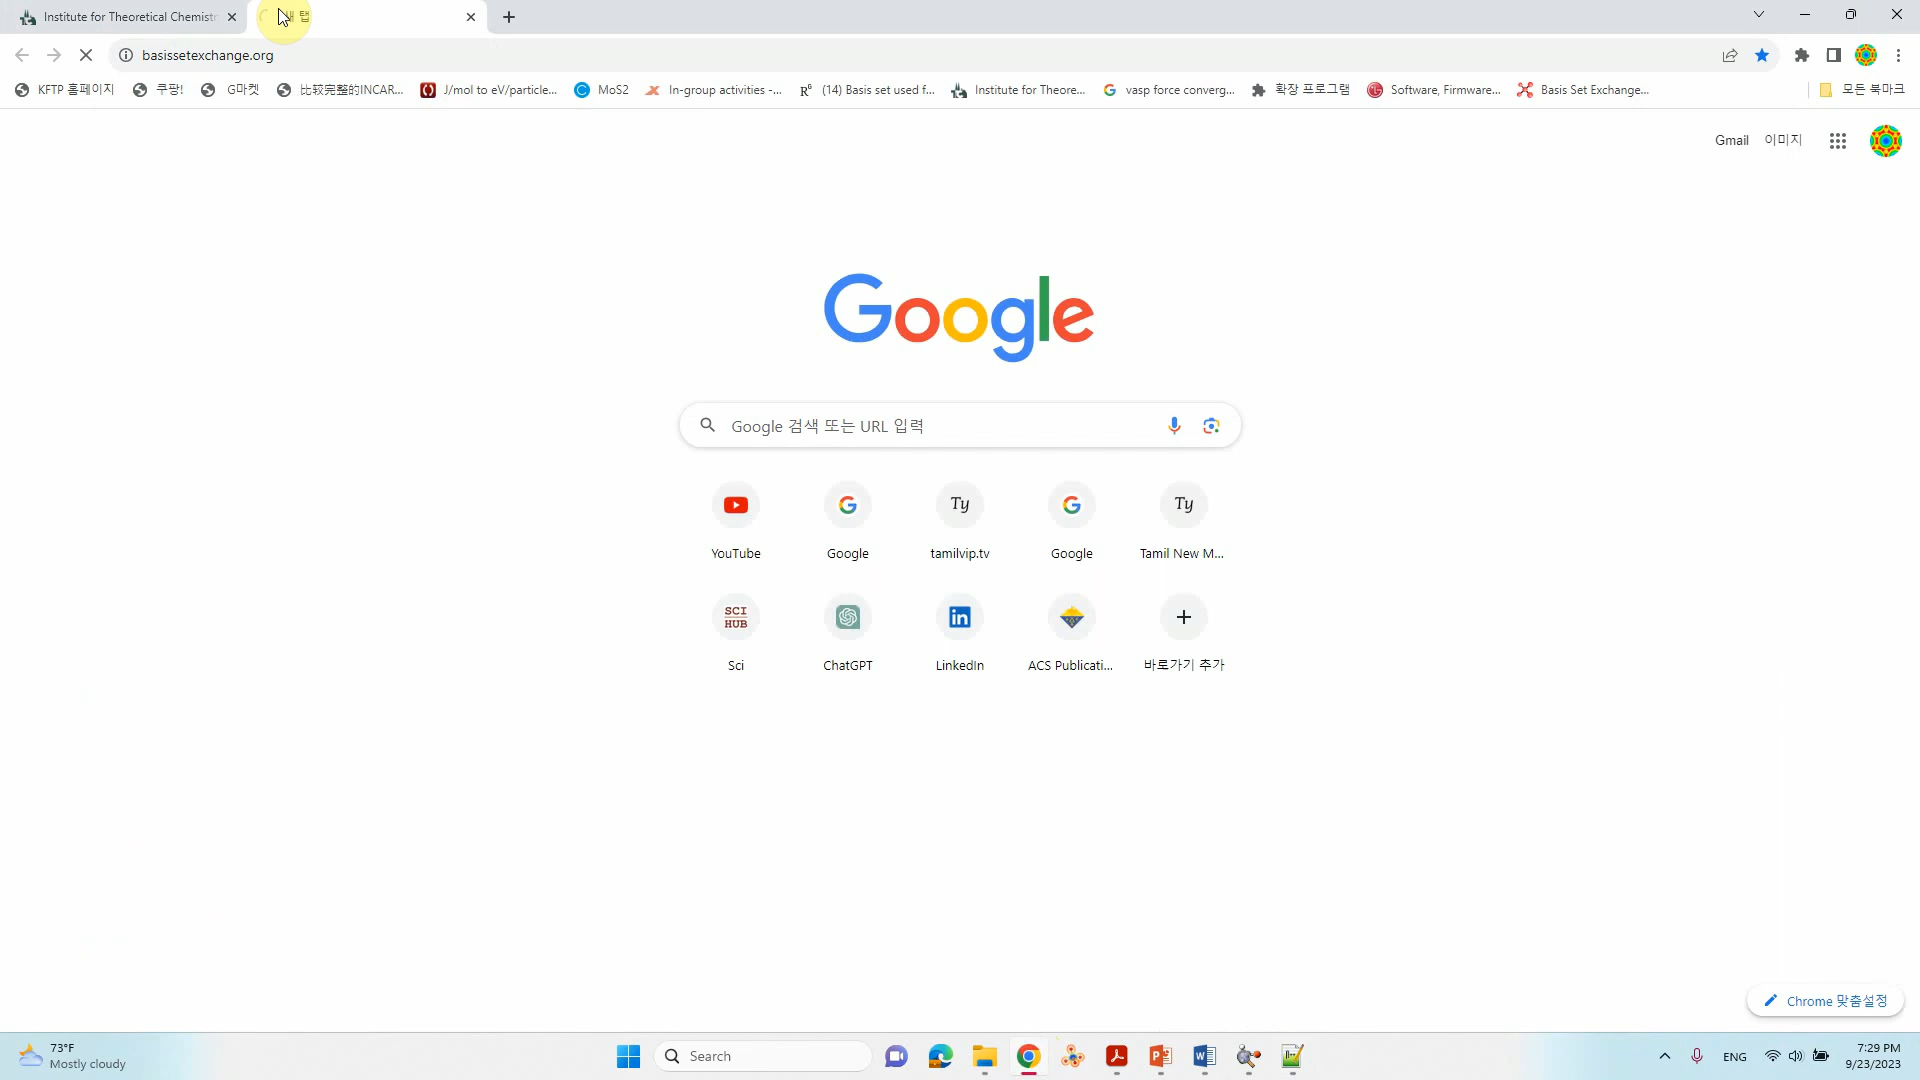 Institute for Theoretical Chemistr
탭
basissetexchange.org
KFTP 홈페이지
쿠팡!
G마켓
比较完整的INCAR...
J/mol to eV/particle...
MoS2
In-group activities -...
R⁶ (14) Basis set used f...
Institute for Theore...
vasp force converg...
확장 프로그램
Software, Firmware...
Basis Set Exchange...
모든 북마크
Gmail 이미지
Google
Google 검색 또는 URL 입력
Ty Ty
YouTube Google tamilvip.tv Google Tamil New M...
SCI
HUB
in
Sci ChatGPT LinkedIn ACS Publicati... 바로가기 추가
Chrome 맞춤설정
73°F
Mostly cloudy
Search
ENG
7:29 PM
9/23/2023